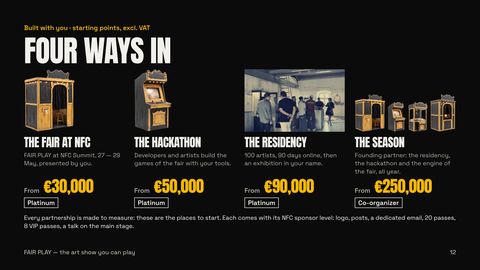 Built with you · starting points, excl. VAT
FOUR WAYS IN
THE FAIR AT NFC
FAIR PLAY at NFC Summit, 27 — 29
May, presented by you.
From €30,000
Platinum
THE HACKATHON
Developers and artists build the
games of the fair with your tools.
From €50,000
Platinum
THE RESIDENCY
100 artists, 90 days online, then
an exhibition in your name.
From €90,000
Platinum
THE SEASON
Founding partner: the residency,
the hackathon and the engine of
the fair, all year.
From €250,000
Co-organizer
Every partnership is made to measure: these are the places to start. Each comes with its NFC sponsor level: logo, posts, a dedicated email, 20 passes,
8 VIP passes, a talk on the main stage.
FAIR PLAY — the art show you can play
12